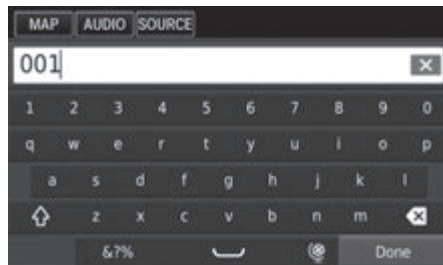 MAP AUDIO SOURCE
001
1 2 3 4 5 6 7 8 9 0
q w e r t y u i o p
a s d f g h j k l
z x c v b n m
&?% Done